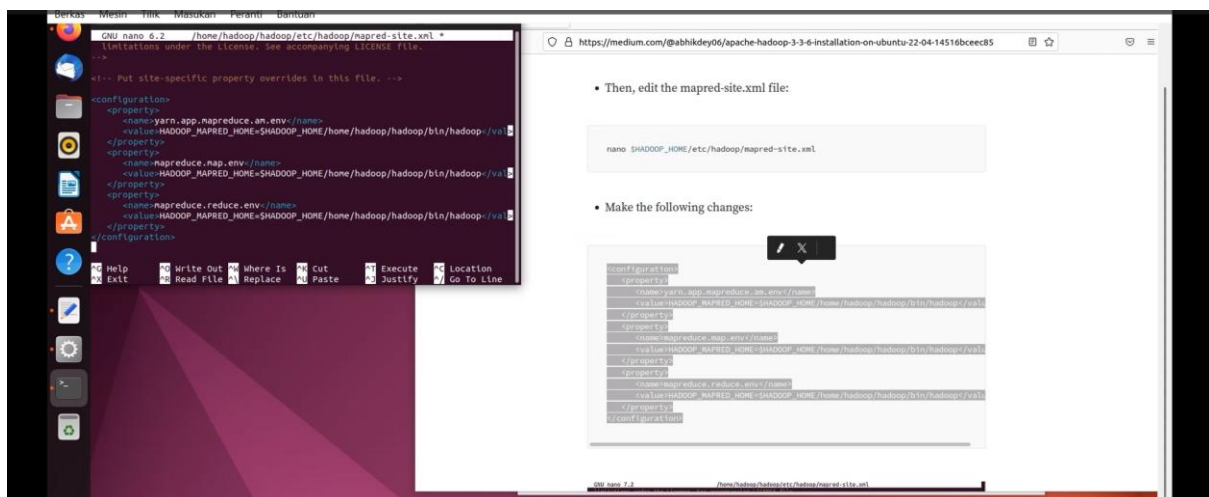 Berkas Mesin Tilik Masukan Peranti Bantuan
GNU nano 6.2 /home/hadoop/hadoop/etc/hadoop/mapred-site.xml *
limitations under the License. See accompanying LICENSE file.
-->
<!-- Put site-specific property overrides in this file. -->
<configuration>
<property>
<name>yarn.app.mapreduce.am.env</name>
<value>HADOOP_MAPRED_HOME=$HADOOP_HOME/home/hadoop/hadoop/bin/hadoop</val>
</property>
<property>
<name>mapreduce.map.env</name>
<value>HADOOP_MAPRED_HOME=$HADOOP_HOME/home/hadoop/hadoop/bin/hadoop</val>
</property>
<property>
<name>mapreduce.reduce.env</name>
<value>HADOOP_MAPRED_HOME=$HADOOP_HOME/home/hadoop/hadoop/bin/hadoop</val>
</property>
</configuration>
^G Help ^O Write Out ^W Where Is ^K Cut ^T Execute ^C Location
^X Exit ^R Read File ^\ Replace ^U Paste ^J Justify ^/ Go To Line
https://medium.com/@abhikdey06/apache-hadoop-3-3-6-installation-on-ubuntu-22-04-14516bceec85
• Then, edit the mapred-site.xml file:
nano $HADOOP_HOME/etc/hadoop/mapred-site.xml
• Make the following changes:
<configuration>
<property>
<name>yarn.app.mapreduce.am.env</name>
<value>HADOOP_MAPRED_HOME=$HADOOP_HOME/home/hadoop/hadoop/bin/hadoop</valu
</property>
<property>
<name>mapreduce.map.env</name>
<value>HADOOP_MAPRED_HOME=$HADOOP_HOME/home/hadoop/hadoop/bin/hadoop</valu
</property>
<property>
<name>mapreduce.reduce.env</name>
<value>HADOOP_MAPRED_HOME=$HADOOP_HOME/home/hadoop/hadoop/bin/hadoop</valu
</property>
</configuration>
GNU nano 7.2 /home/hadoop/hadoop/etc/hadoop/mapred-site.xml